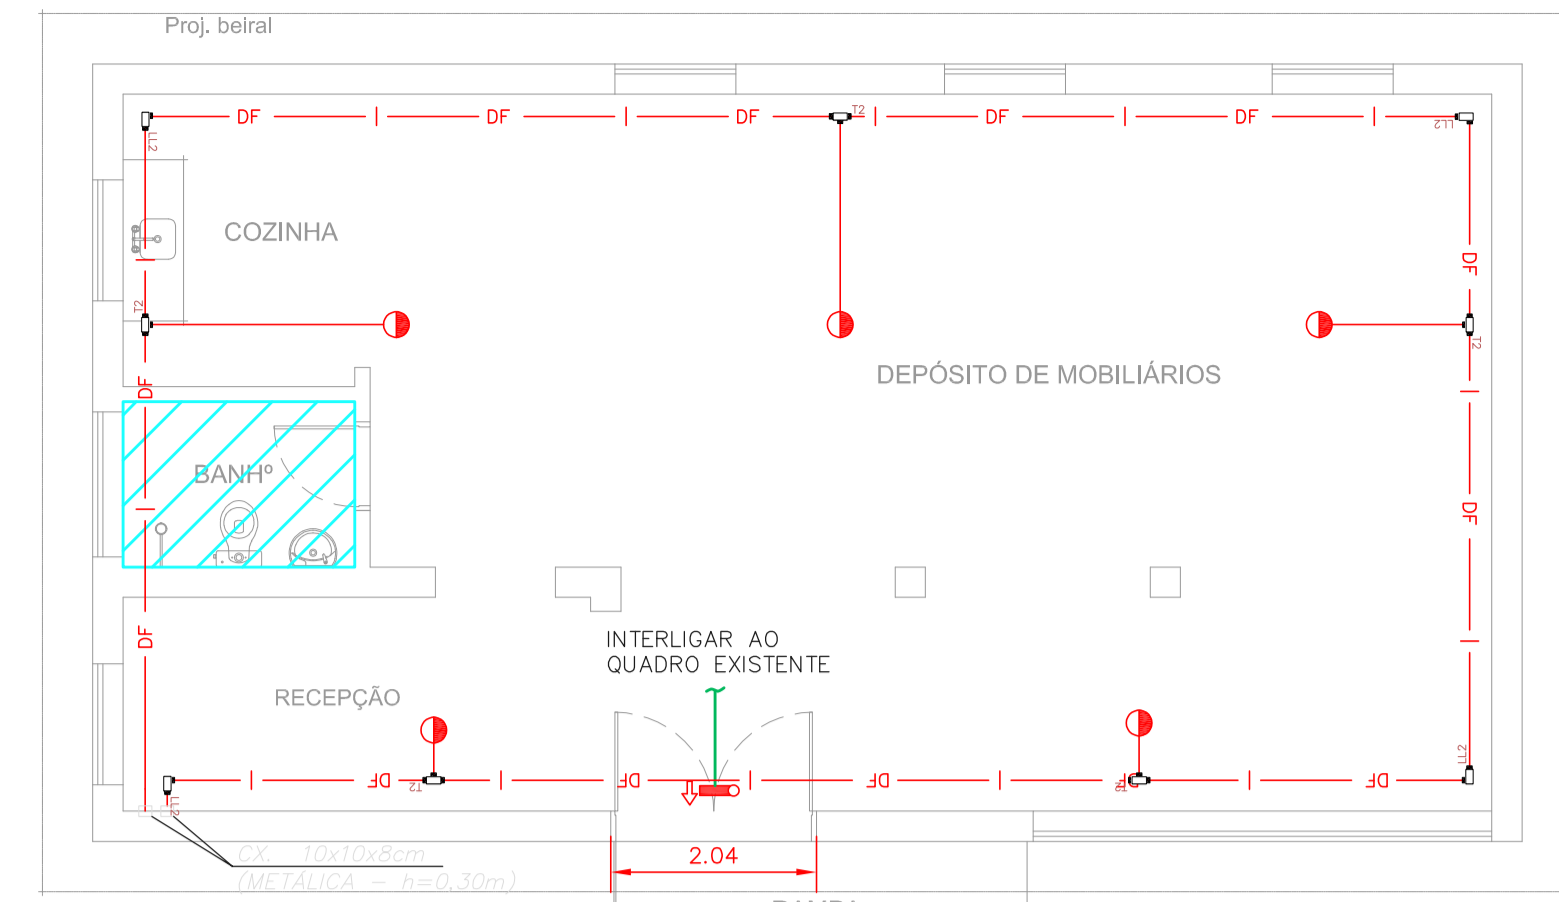 Proj. beiral
DF DF DF T2 DF DF
LL2 LL2
COZINHA
DF
T2
T2
DEPÓSITO DE MOBILIÁRIOS
DF
BANHº
DF
INTERLIGAR AO
QUADRO EXISTENTE
DF
RECEPÇÃO
LL2
DF T2 DF DF T2 DF DF
LL2
CX. 10x10x8cm
(METÁLICA - h=0,30m)
2.04